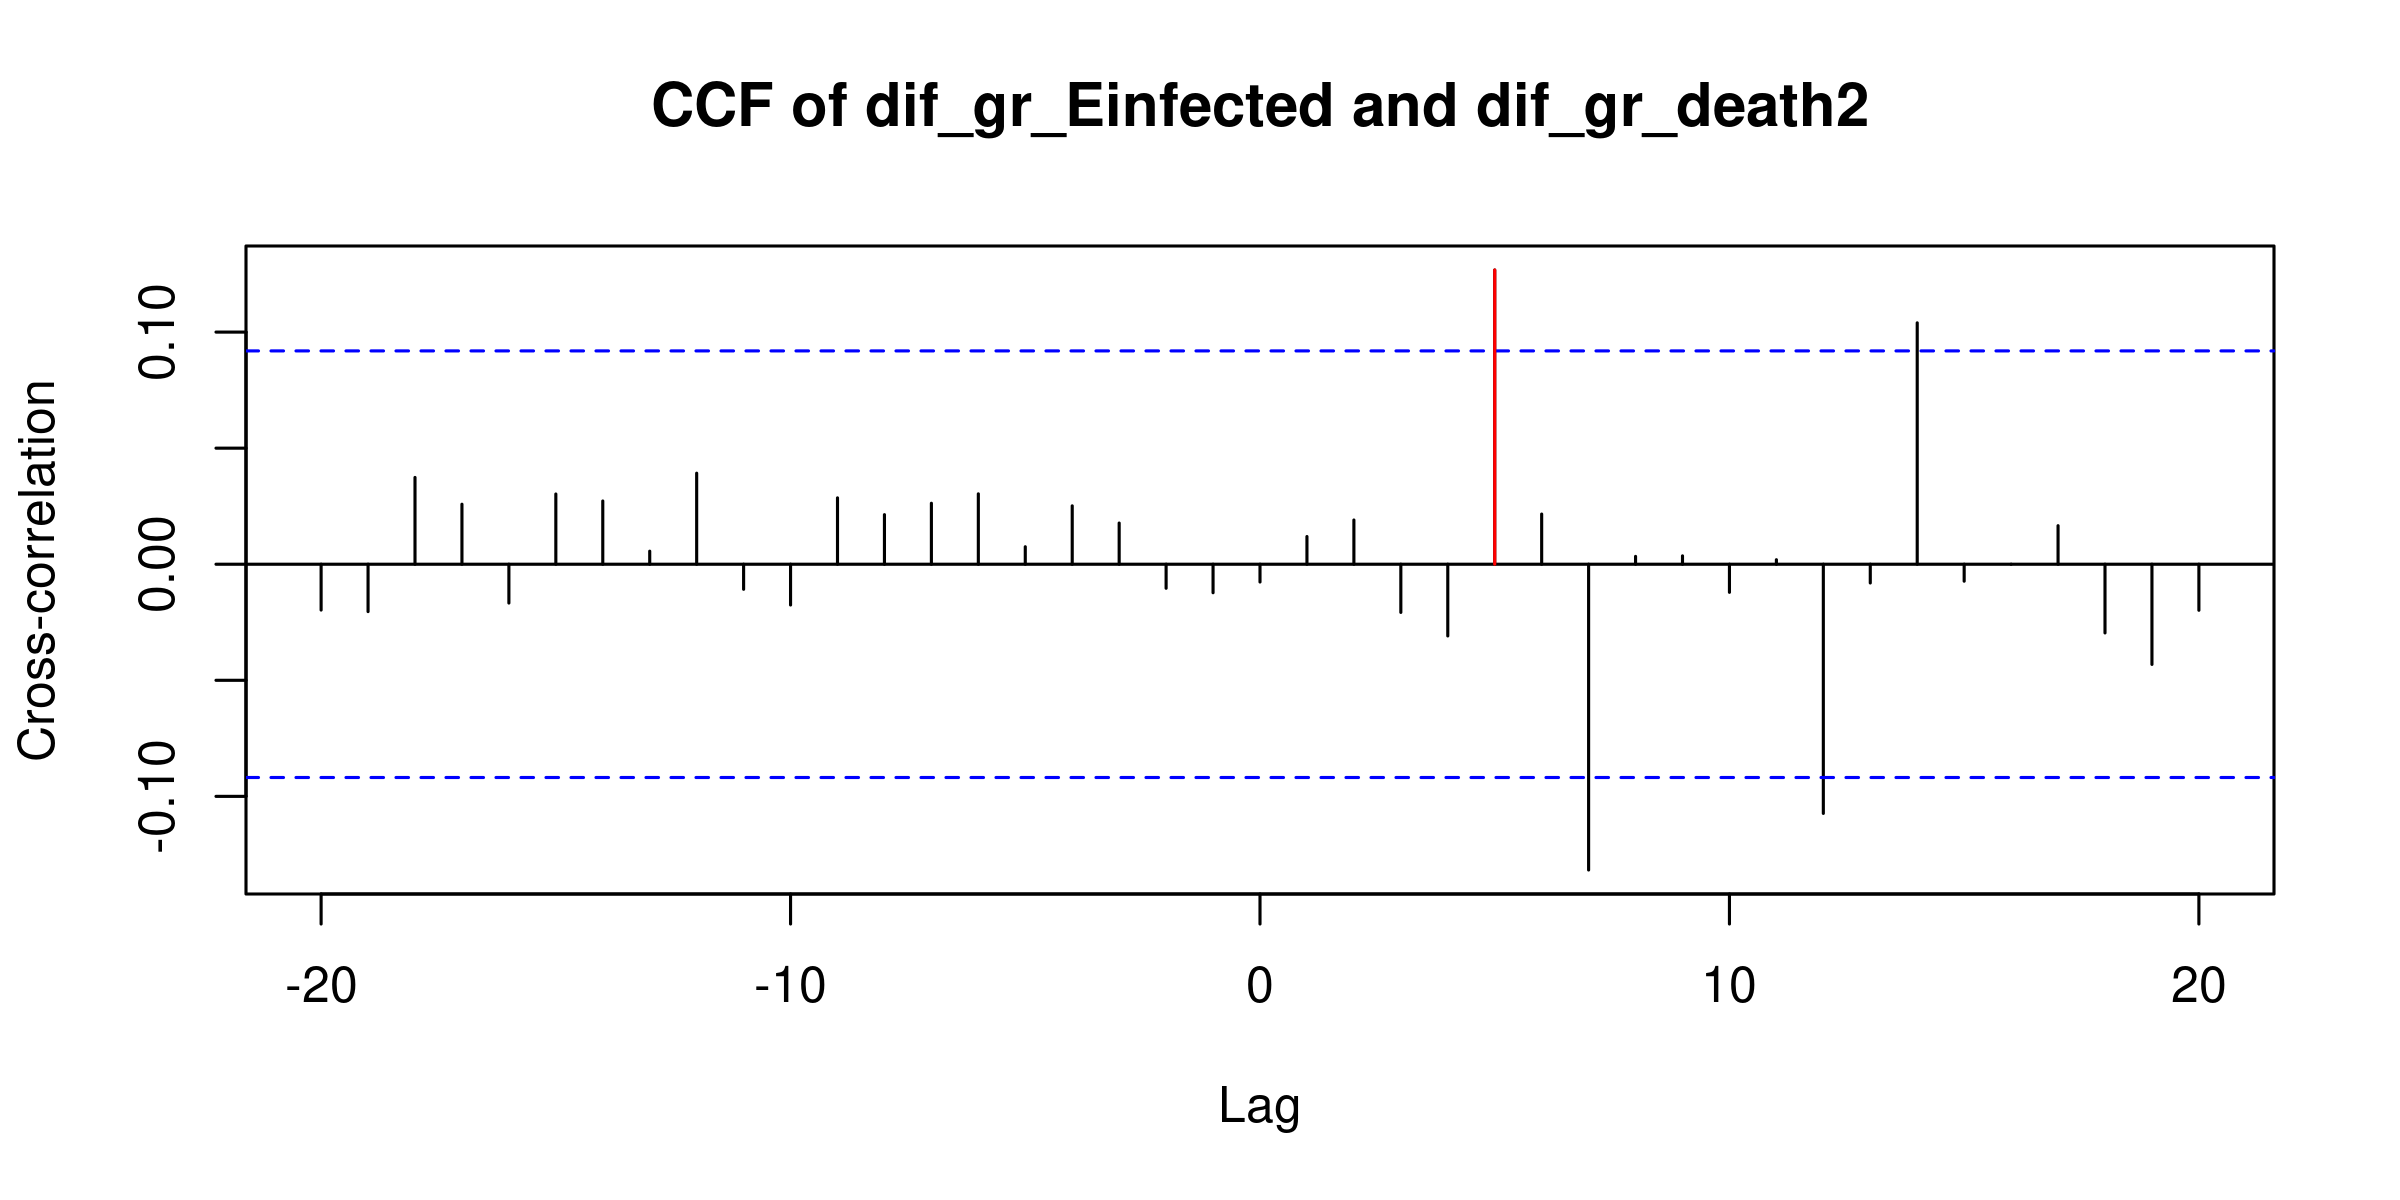 CCF of dif_gr_Einfected and dif_gr_death2
Cross-correlation
0.10
0.00
-0.10
-20 -10 0 10 20
Lag